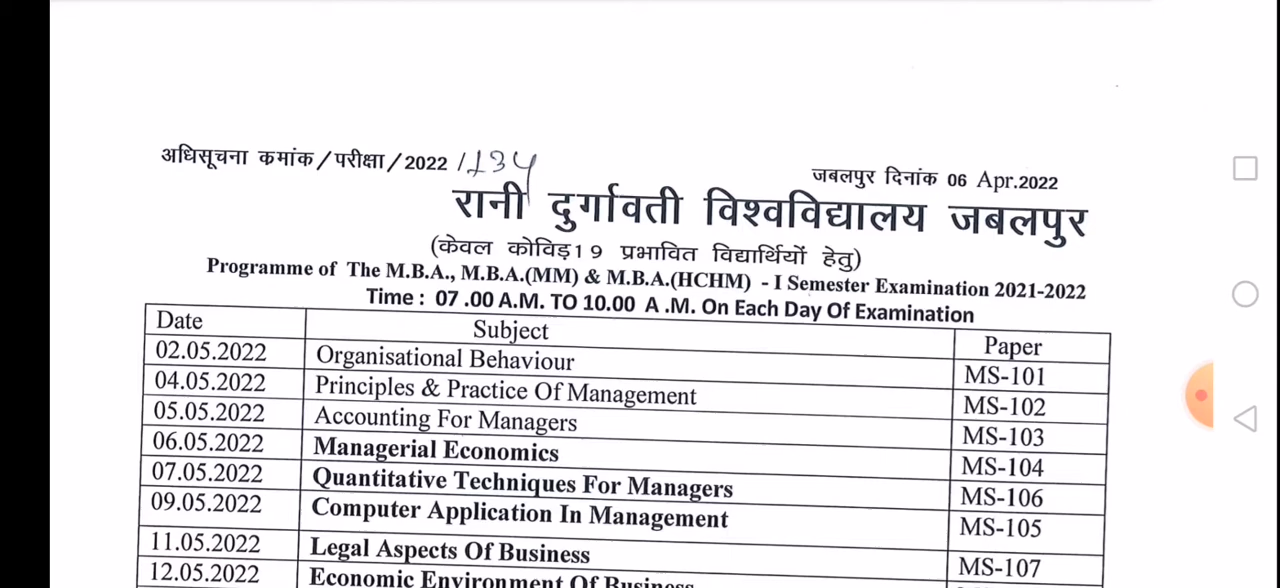 अधिसूचना कमांक/परीक्षा/2022 /134
जबलपुर दिनांक 06 Apr.2022
रानी दुर्गावती विश्वविद्यालय जबलपुर
(केवल कोविड़19 प्रभावित विद्यार्थियों हेतु)
Programme of The M.B.A., M.B.A.(MM) & M.B.A.(HCHM) - I Semester Examination 2021-2022
Time : 07 .00 A.M. TO 10.00 A .M. On Each Day Of Examination
Date Subject Paper
02.05.2022 Organisational Behaviour MS-101
04.05.2022 Principles & Practice Of Management MS-102
05.05.2022 Accounting For Managers MS-103
06.05.2022 Managerial Economics MS-104
07.05.2022 Quantitative Techniques For Managers MS-106
09.05.2022 Computer Application In Management MS-105
11.05.2022 Legal Aspects Of Business MS-107
12.05.2022 Economic Environment Of Business